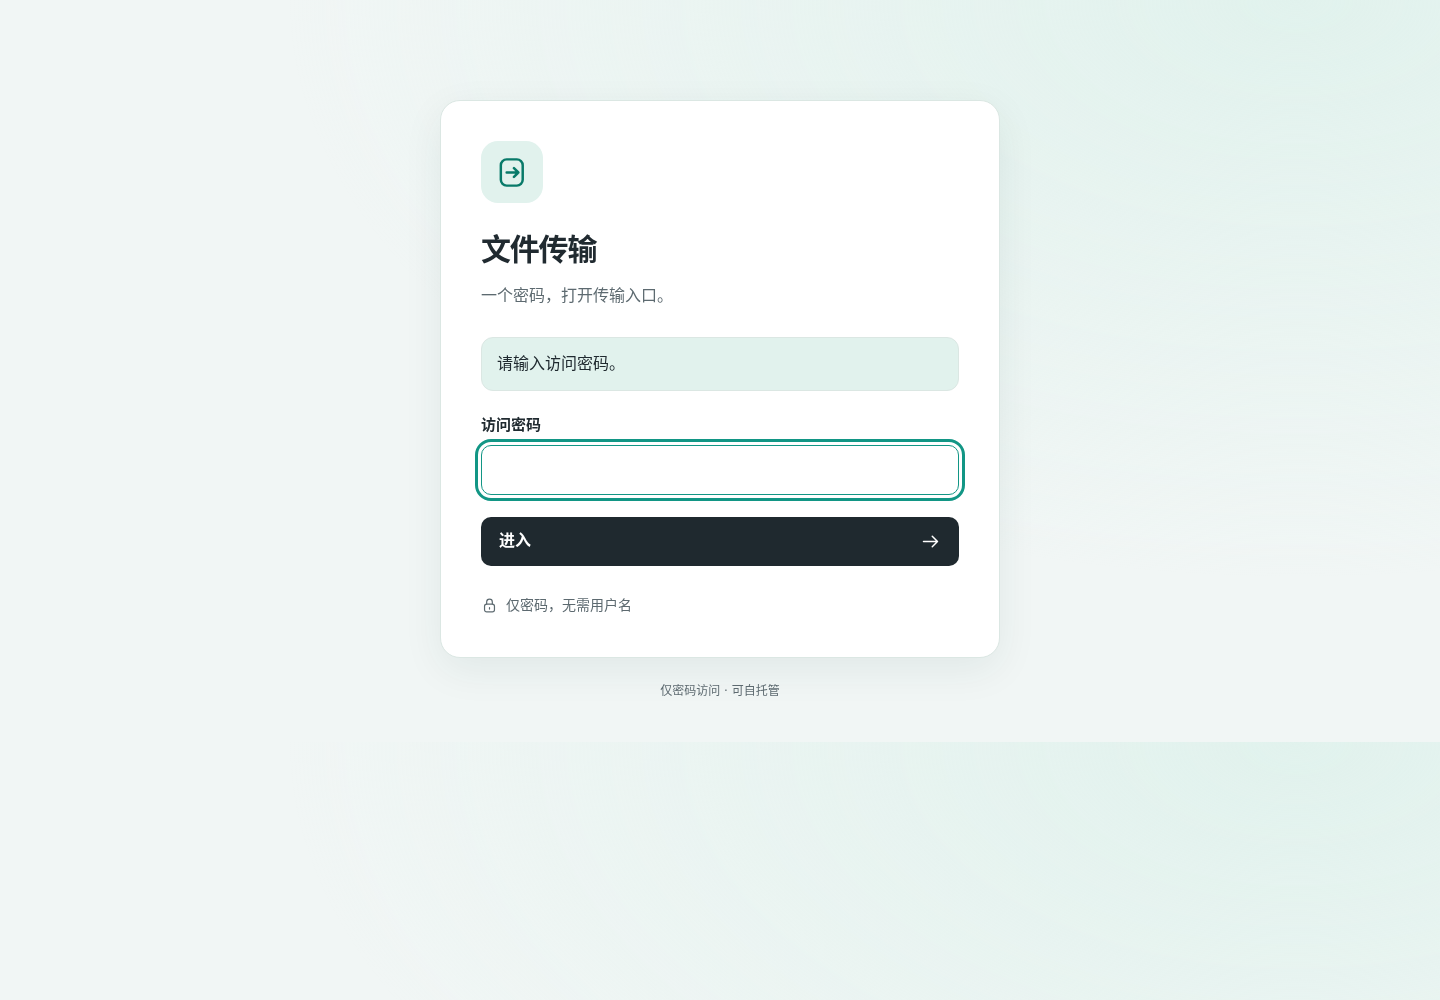 文件传输
一个密码，打开传输入口。
请输入访问密码。
访问密码
进入
仅密码，无需用户名
仅密码访问 · 可自托管